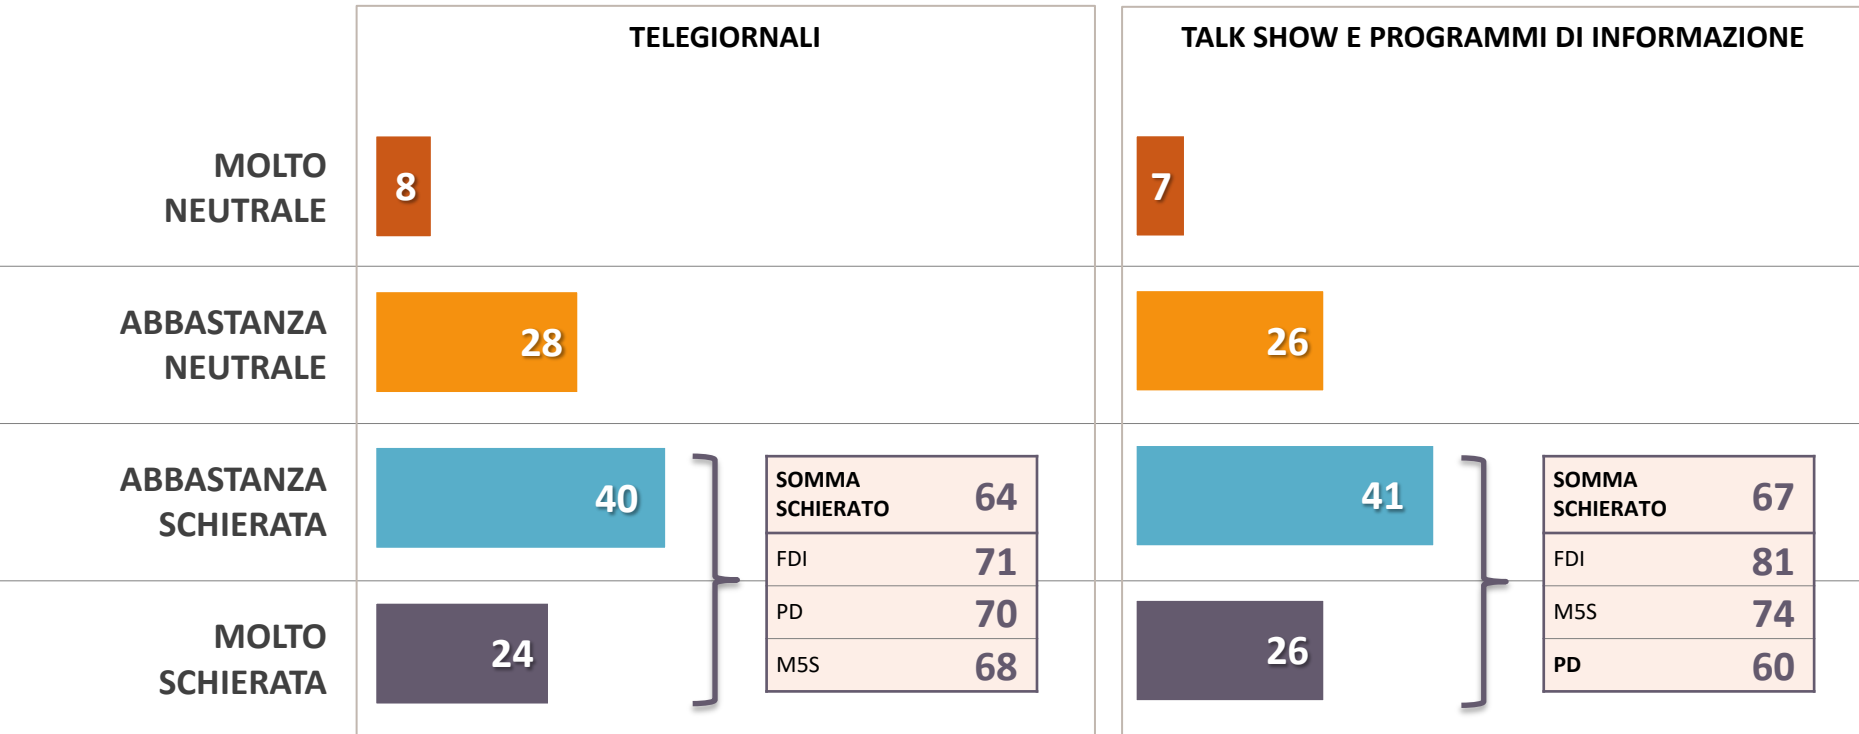 TELEGIORNALI
TALK SHOW E PROGRAMMI DI INFORMAZIONE
MOLTO
NEUTRALE
8
7
ABBASTANZA
NEUTRALE
28
26
ABBASTANZA
SCHIERATA
40
41
MOLTO
SCHIERATA
24
26
SOMMA
SCHIERATO 64
FDI 71
PD 70
M5S 68
SOMMA
SCHIERATO 67
FDI 81
M5S 74
PD 60